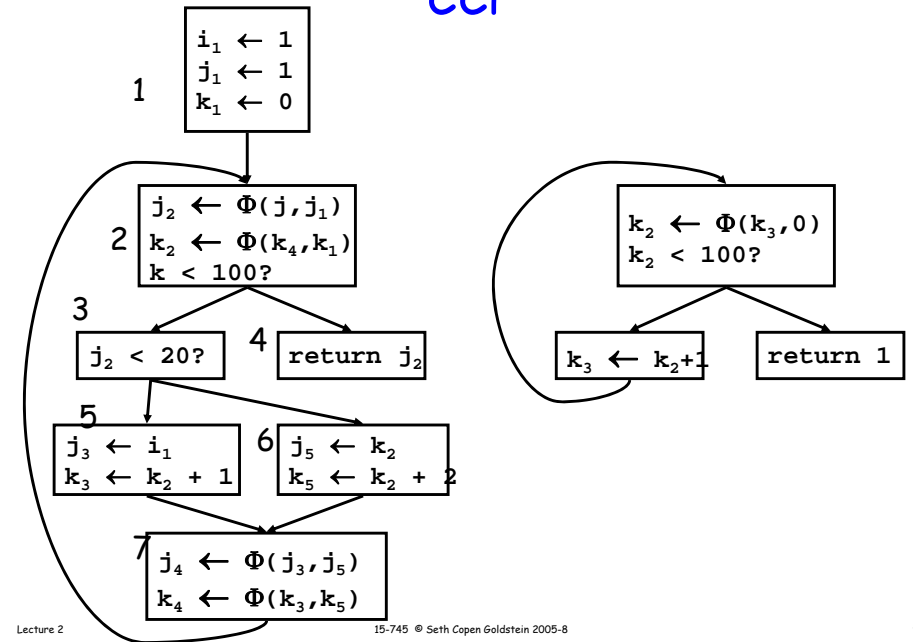 CCP
1
i₁ ← 1
j₁ ← 1
k₁ ← 0
2
j₂ ← Φ(j,j₁)
k₂ ← Φ(k₄,k₁)
k < 100?
3
j₂ < 20?
4
return j₂
5
j₃ ← i₁
k₃ ← k₂ + 1
6
j₅ ← k₂
k₅ ← k₂ + 2
7
j₄ ← Φ(j₃,j₅)
k₄ ← Φ(k₃,k₅)
k₂ ← Φ(k₃,0)
k₂ < 100?
k₃ ← k₂+1
return 1
Lecture 2
15-745 © Seth Copen Goldstein 2005-8